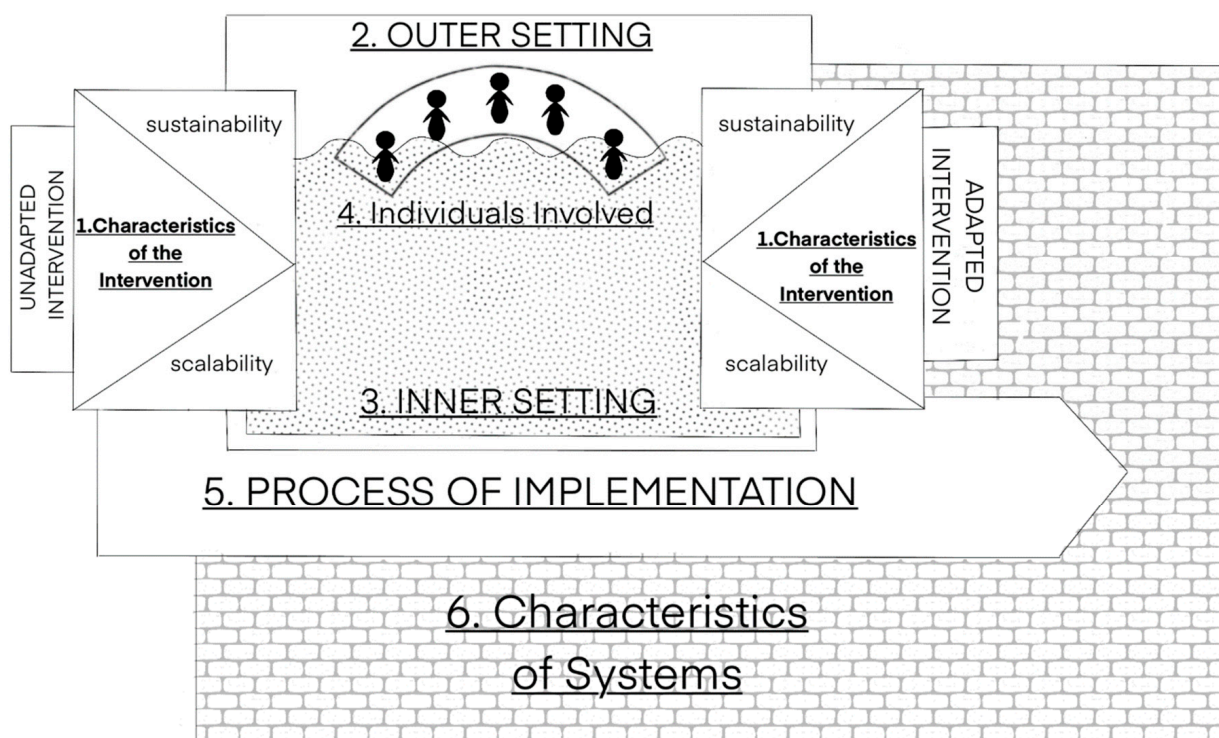 2. OUTER SETTING
sustainability
sustainability
UNADAPTED
INTERVENTION
1.Characteristics
of the
Intervention
4. Individuals Involved
1.Characteristics
of the
Intervention
ADAPTED
INTERVENTION
scalability
scalability
3. INNER SETTING
5. PROCESS OF IMPLEMENTATION
6. Characteristics
of Systems